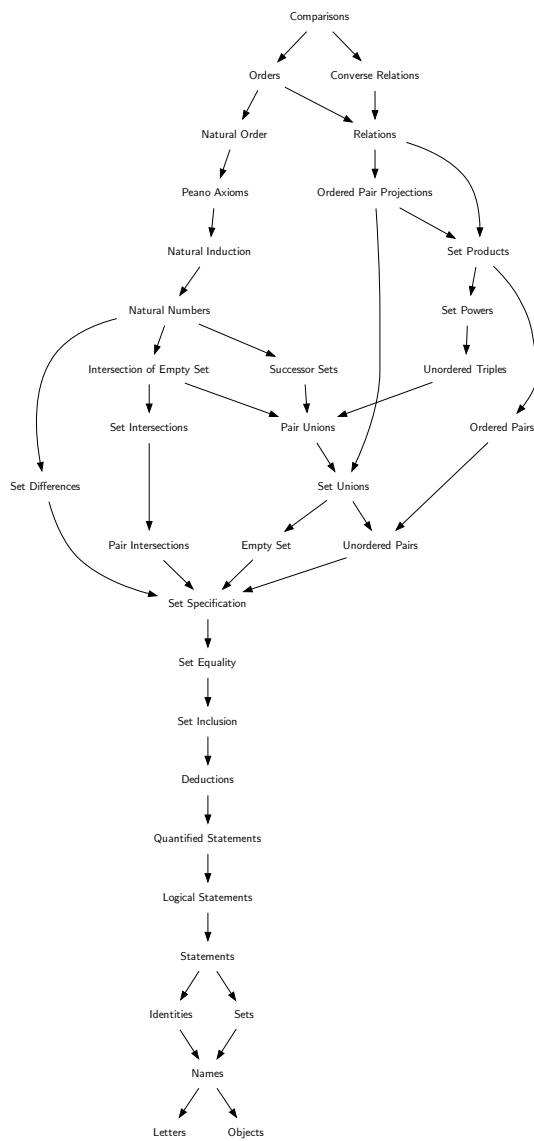 Comparisons
Orders
Converse Relations
Natural Order
Relations
Peano Axioms
Ordered Pair Projections
Natural Induction
Set Products
Natural Numbers
Set Powers
Intersection of Empty Set
Successor Sets
Unordered Triples
Set Intersections
Pair Unions
Ordered Pairs
Set Differences
Set Unions
Pair Intersections
Empty Set
Unordered Pairs
Set Specification
Set Equality
Set Inclusion
Deductions
Quantified Statements
Logical Statements
Statements
Identities
Sets
Names
Letters
Objects